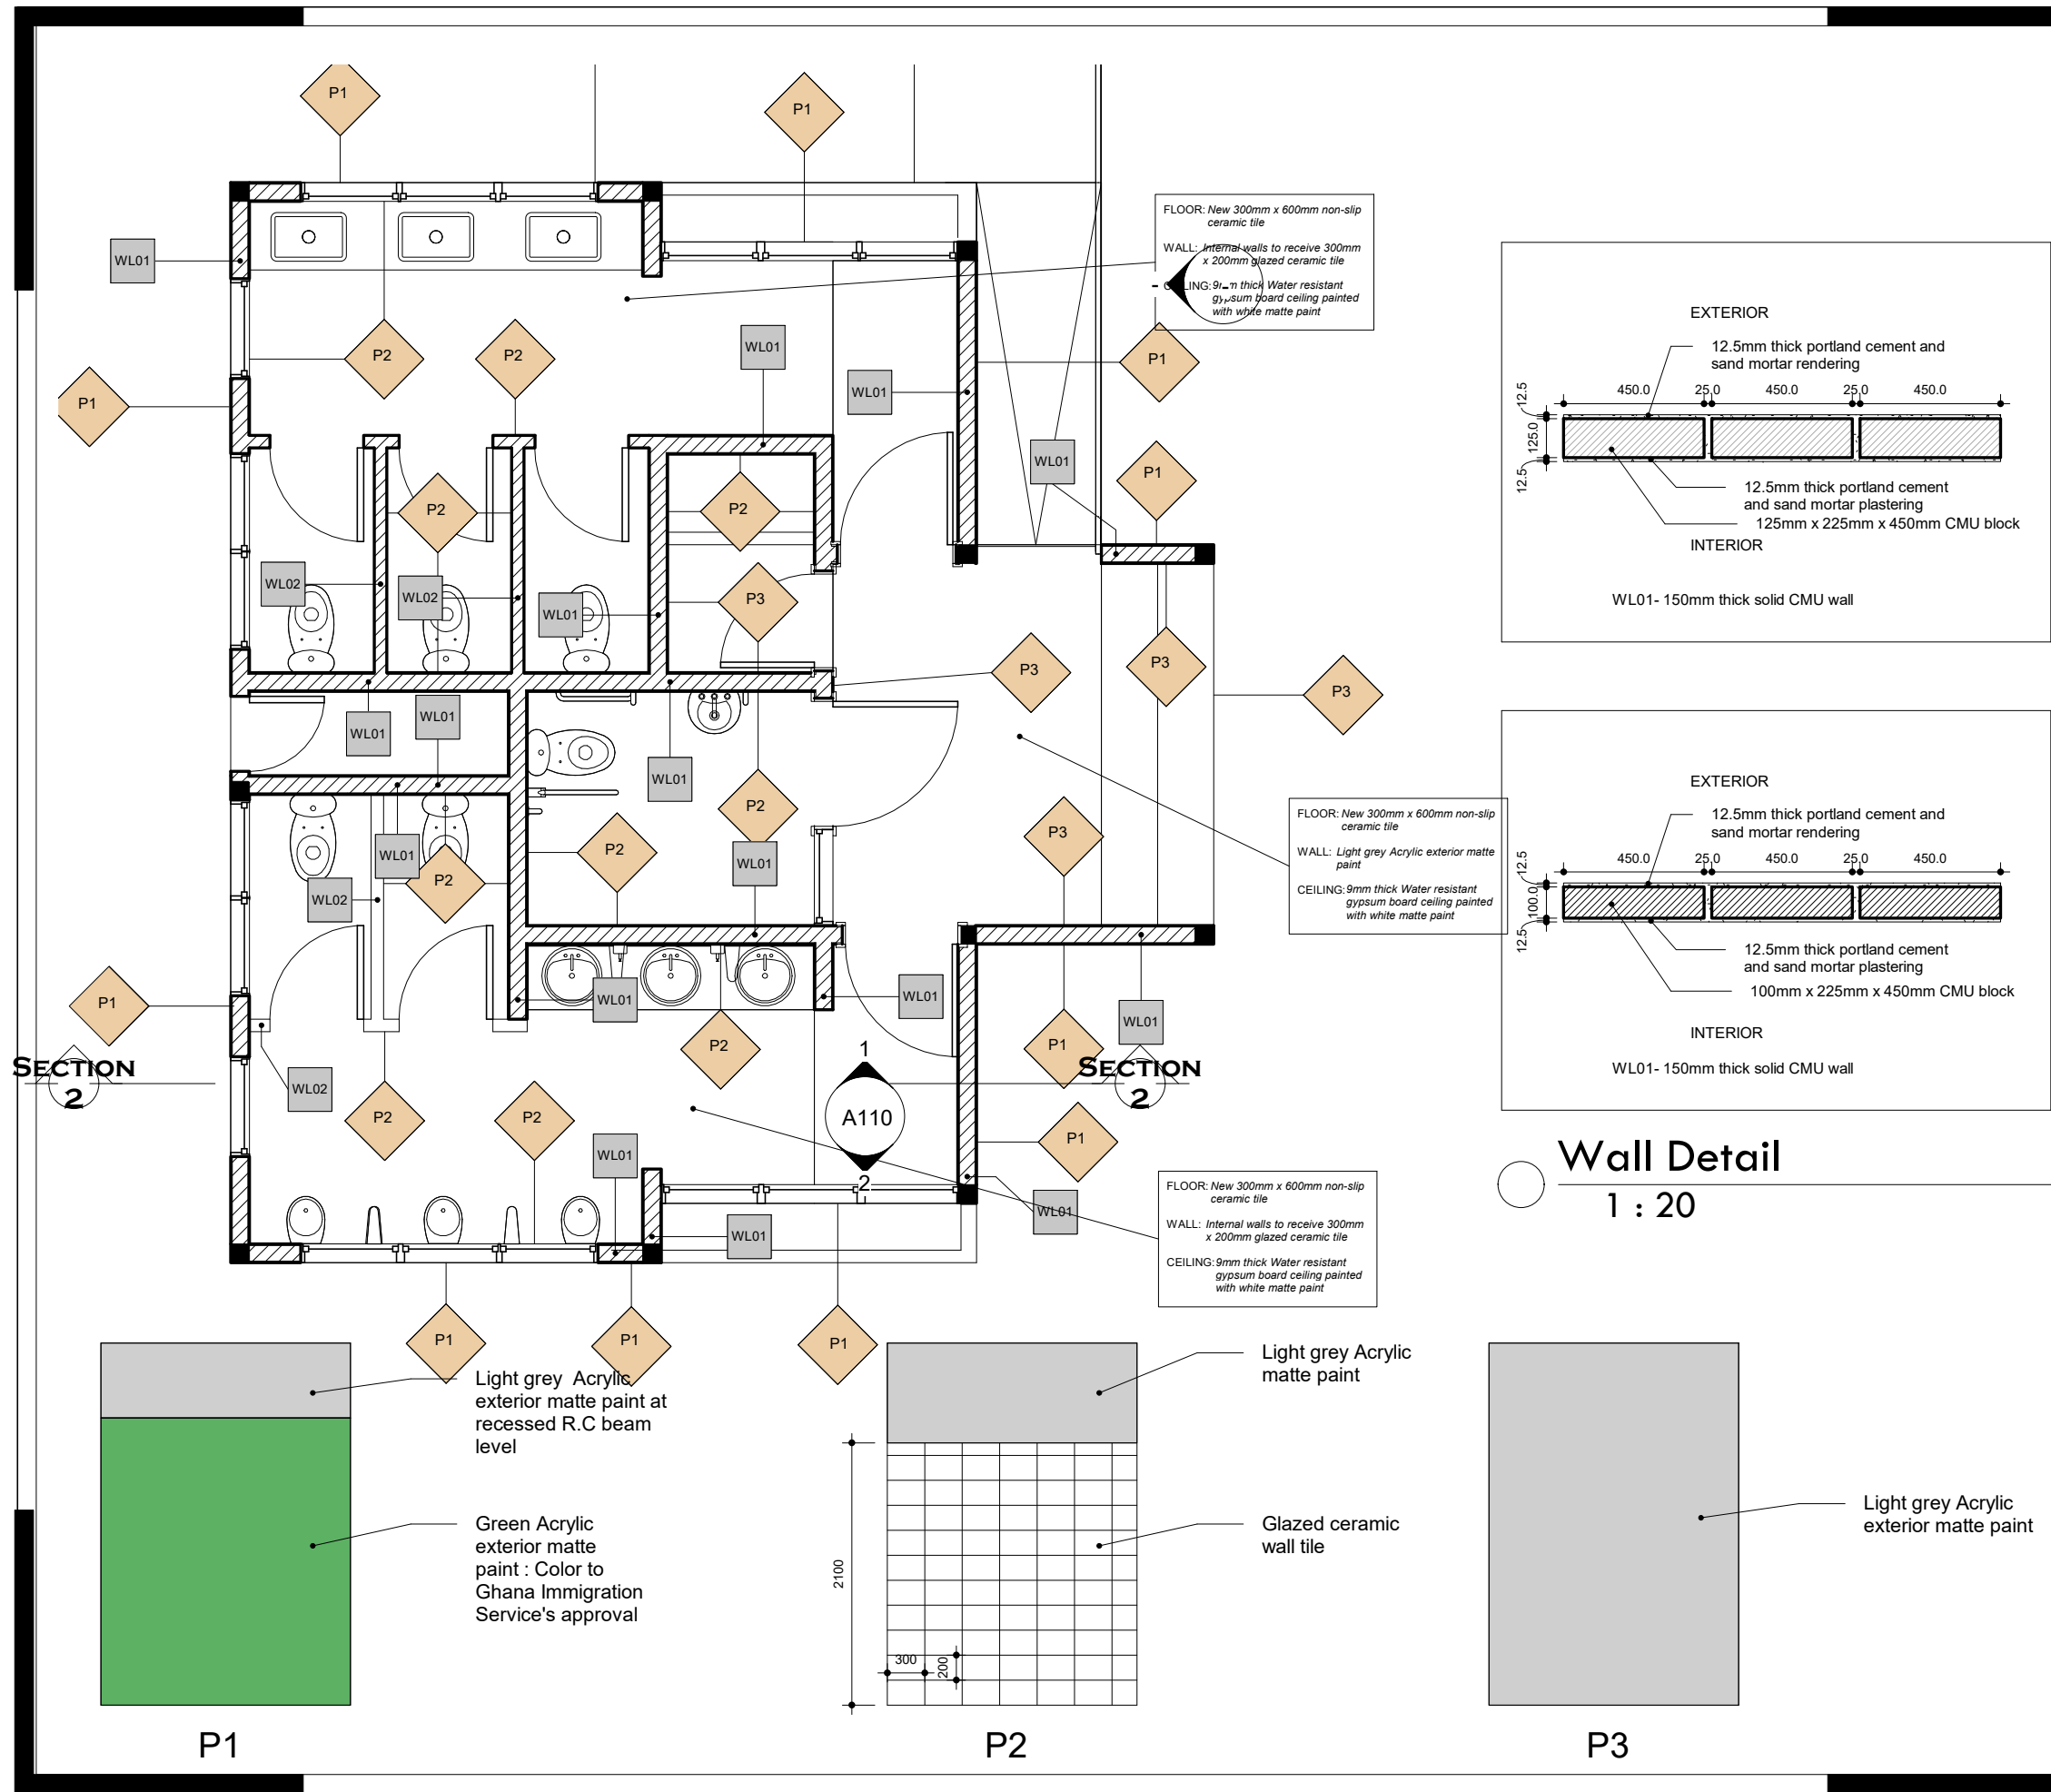 P1
P1
FLOOR: New 300mm x 600mm non-slip
ceramic tile
WALL: Internal walls to receive 300mm
x 200mm glazed ceramic tile
thick Water resistant
gypsum board ceiling painted
with white matte paint
WL01
P2
P2
WL01
P1
P1
WL01
WL01
P1
P2
P2
WL02
WL02
WL01
P3
P3
P3
P3
WL01
WL01
WL01
P2
P3
P2
WL01
WL01
P2
WL02
FLOOR: New 300mm x 600mm non-slip
ceramic tile
WALL: Light grey Acrylic exterior matte
paint
CEILING: 9mm thick Water resistant
gypsum board ceiling painted
with white matte paint
P1
WL01
WL01
WL01
P2
P1
SECTION
2
SECTION
2
1
A110
2
WL02
P2
P2
P1
WL01
WL01
WL01
FLOOR: New 300mm x 600mm non-slip
ceramic tile
WALL: Internal walls to receive 300mm
x 200mm glazed ceramic tile
CEILING: 9mm thick Water resistant
gypsum board ceiling painted
with white matte paint
P1
P1
P1
EXTERIOR
12.5mm thick portland cement and
sand mortar rendering
450.0 25.0 450.0 25.0 450.0
12.5
125.0
12.5
12.5mm thick portland cement
and sand mortar plastering
125mm x 225mm x 450mm CMU block
INTERIOR
WL01- 150mm thick solid CMU wall
EXTERIOR
12.5mm thick portland cement and
sand mortar rendering
450.0 25.0 450.0 25.0 450.0
12.5
100.0
12.5
12.5mm thick portland cement
and sand mortar plastering
100mm x 225mm x 450mm CMU block
INTERIOR
WL01- 150mm thick solid CMU wall
Wall Detail
1 : 20
Light grey Acrylic
exterior matte paint at
recessed R.C beam
level
Green Acrylic
exterior matte
paint : Color to
Ghana Immigration
Service's approval
P1
Light grey Acrylic
matte paint
Glazed ceramic
wall tile
2100
300
200
P2
Light grey Acrylic
exterior matte paint
P3